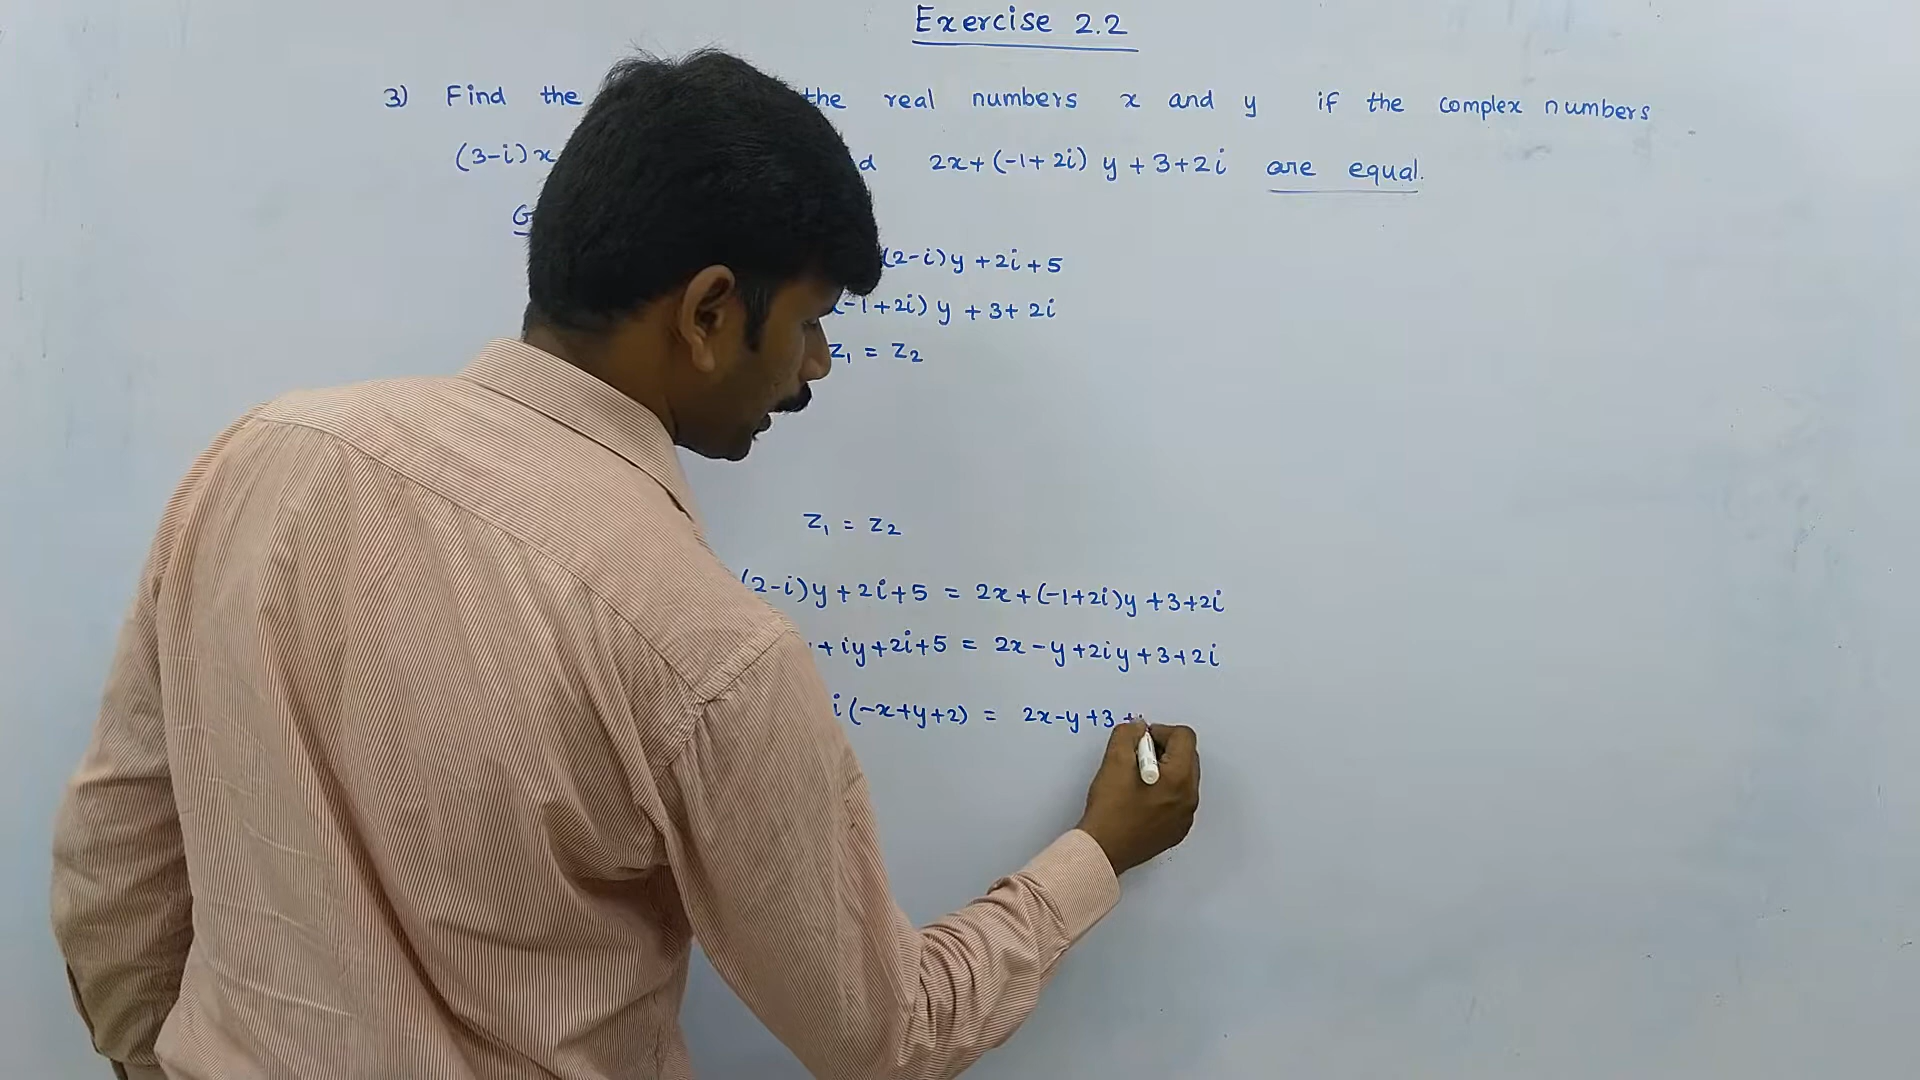 Exercise 2.2
3) Find the the real numbers x and y if the complex numbers
(3-i)x 2x+(-1+2i) y +3+2i are equal.
G
(2-i)y +2i+5
-1+2i) y +3+ 2i
Z₁ = Z₂
Z₁ = Z₂
(2-i)y+2i+5 = 2x+(-1+2i)y +3+2i
+iy+2i+5 = 2x-y+2iy+3+2i
i(-x+y+2) = 2x-y+3+